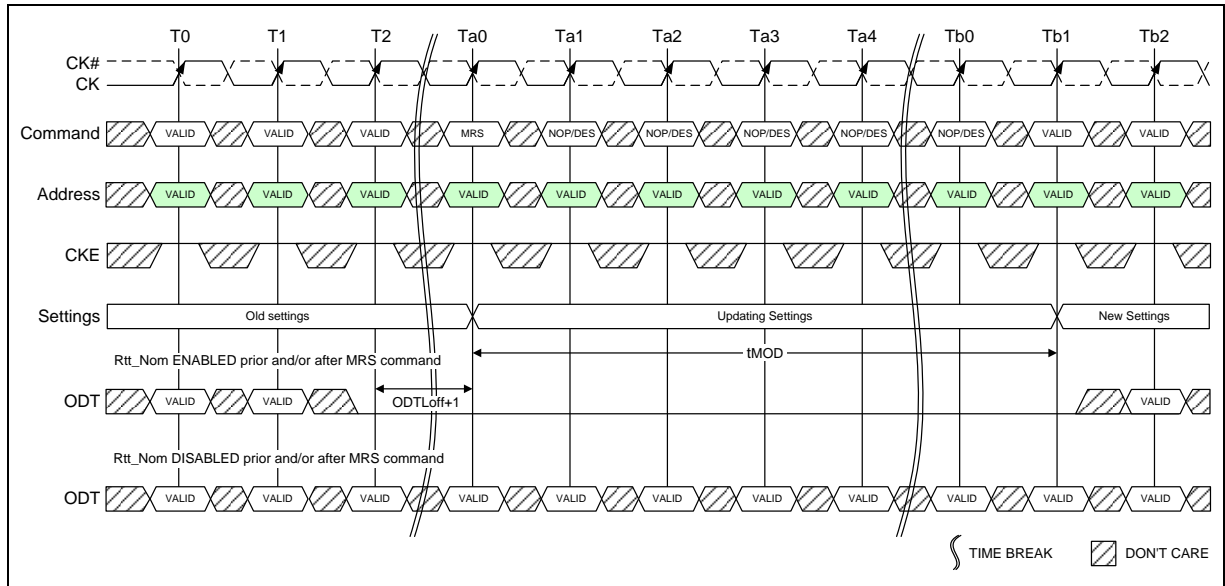 T0 T1 T2 Ta0 Ta1 Ta2 Ta3 Ta4 Tb0 Tb1 Tb2
CK#
CK
Command VALID VALID VALID MRS NOP/DES NOP/DES NOP/DES NOP/DES NOP/DES VALID VALID
Address VALID VALID VALID VALID VALID VALID VALID VALID VALID VALID VALID
CKE
Settings Old settings Updating Settings New Settings
Rtt_Nom ENABLED prior and/or after MRS command tMOD
ODT VALID VALID ODTLoff+1 VALID
Rtt_Nom DISABLED prior and/or after MRS command
ODT VALID VALID VALID VALID VALID VALID VALID VALID VALID VALID VALID
TIME BREAK DON'T CARE